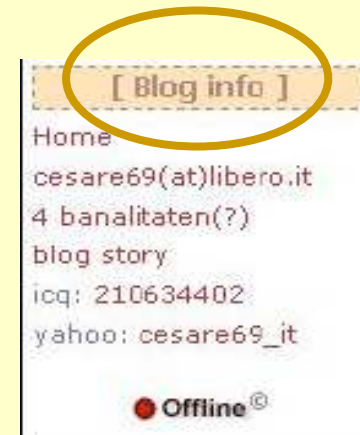 [ Blog info ]
Home
cesare69(at)libero.it
4 banalitaten(?)
blog story
icq: 210634402
yahoo: cesare69_it
Offline©